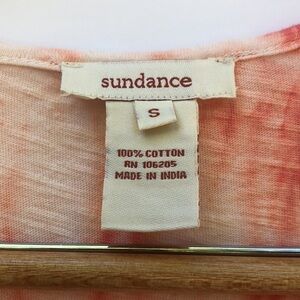 sundance
S
100% COTTON
RN 106205
MADE IN INDIA